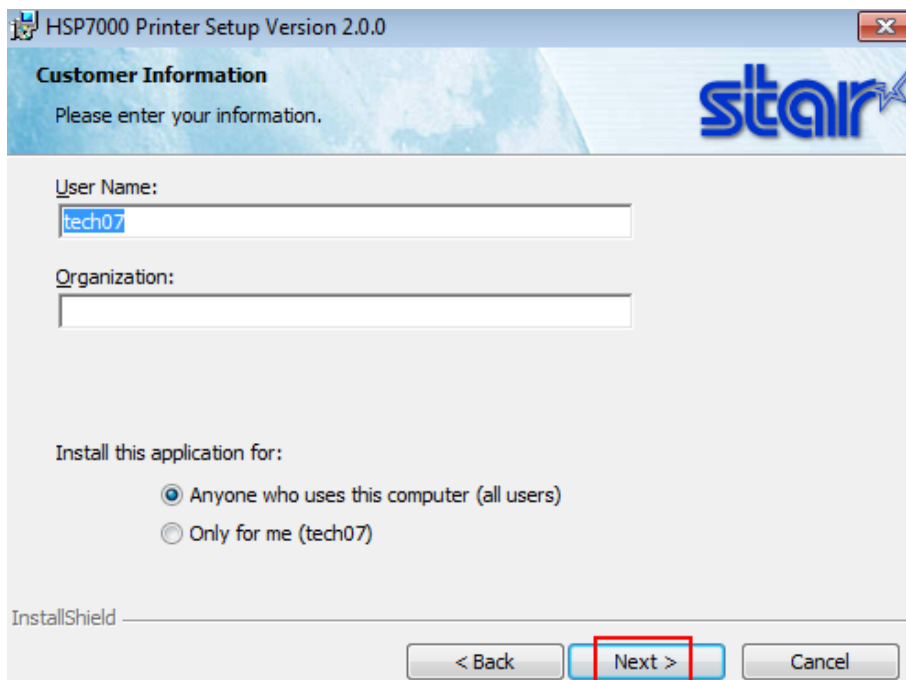 HSP7000 Printer Setup Version 2.0.0
Customer Information
Please enter your information.
star
User Name:
tech07
Organization:
Install this application for:
Anyone who uses this computer (all users)
Only for me (tech07)
InstallShield
< Back
Next >
Cancel